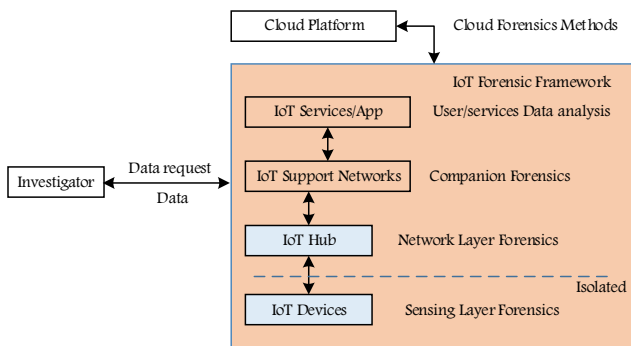 Cloud Platform
Cloud Forensics Methods
IoT Forensic Framework
IoT Services/App
User/services Data analysis
Data request
Investigator
Data
IoT Support Networks
Companion Forensics
IoT Hub
Network Layer Forensics
Isolated
IoT Devices
Sensing Layer Forensics